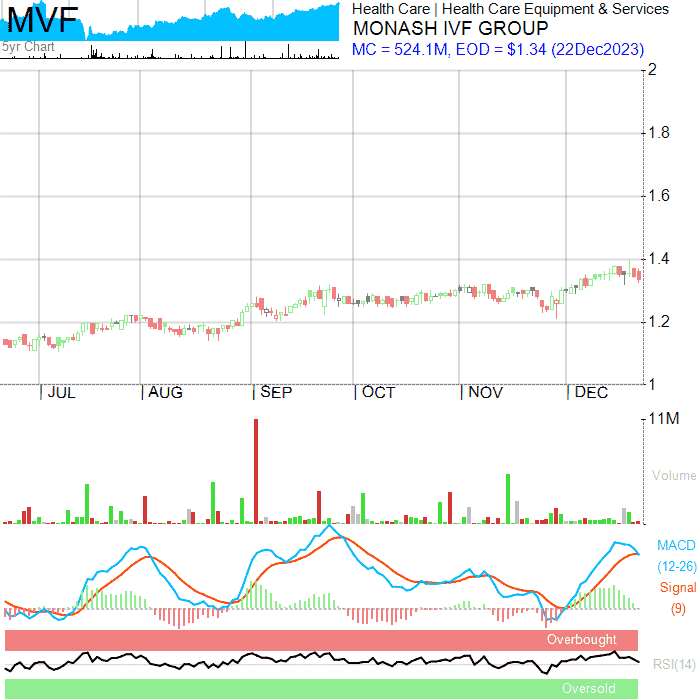 MVF
5yr Chart
Health Care | Health Care Equipment & Services
MONASH IVF GROUP
MC = 524.1M, EOD = $1.34 (22Dec2023)
2
1.8
1.6
1.4
1.2
1
JUL AUG SEP OCT NOV DEC
11M
Volume
MACD
(12-26)
Signal
(9)
Overbought
RSI(14)
Oversold